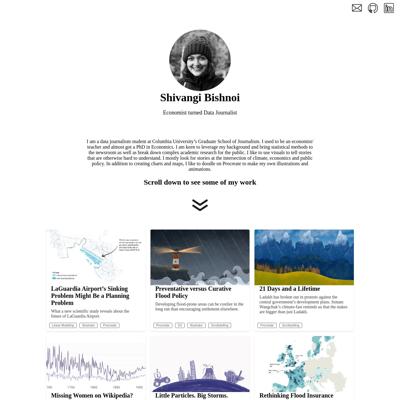 Shivangi Bishnoi
Economist turned Data Journalist
I am a data journalism student at Columbia University's Graduate School of Journalism. I used to be an economist/
teacher and almost got a PhD in Economics. I am keen to leverage my background and bring statistical methods to
the newsroom as well as break down complex academic research for the public. I like to use visuals to tell stories
that are otherwise hard to understand. I mostly look for stories at the intersection of climate, economics and public
policy. In addition to creating charts and maps, I like to doodle on Procreate to make my own illustrations and
animations.
Scroll down to see some of my work
LaGuardia Airport's Sinking
Problem Might Be a Planning
Problem
What a new scientific study reveals about the
future of LaGuardia Airport.
Linear Modeling
Illustrator
Procreate
Preventative versus Curative
Flood Policy
Developing flood-prone areas can be costlier in the
long run than encouraging settlement elsewhere.
Procreate
D3
Illustrator
Scrollytelling
21 Days and a Lifetime
Ladakh has broken out in protests against the
central government's development plans. Sonam
Wangchuk's climate-fast reminds us that the stakes
are bigger than just Ladakh.
Procreate
Scrollytelling
Missing Women on Wikipedia?
Little Particles. Big Storms.
Rethinking Flood Insurance